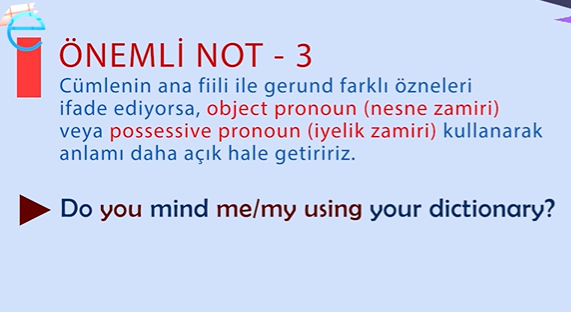 ÖNEMLİ NOT - 3
Cümlenin ana fiili ile gerund farklı özneleri
ifade ediyorsa, object pronoun (nesne zamiri)
veya possessive pronoun (iyelik zamiri) kullanarak
anlamı daha açık hale getiririz.
Do you mind me/my using your dictionary?